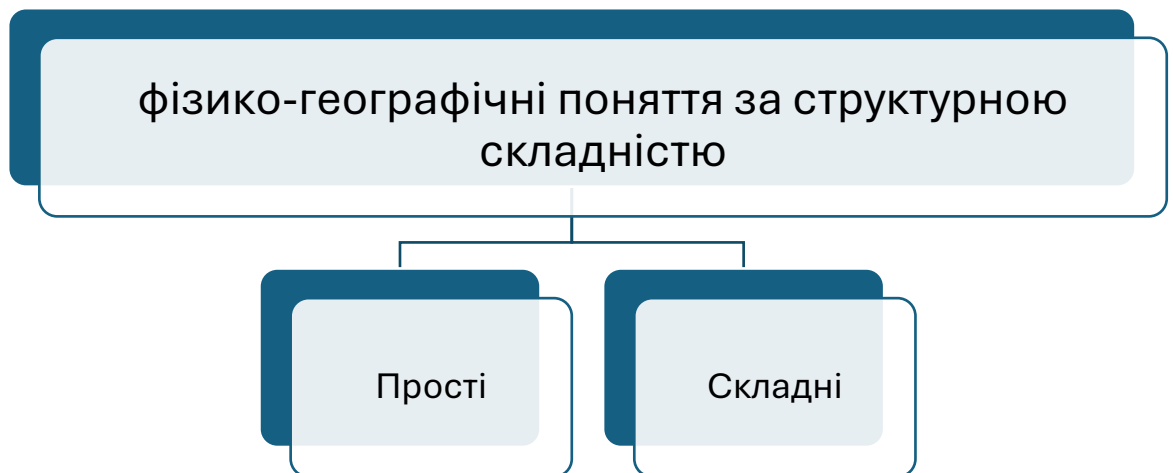 фізико-географічні поняття за структурною
складністю
Прості
Складні